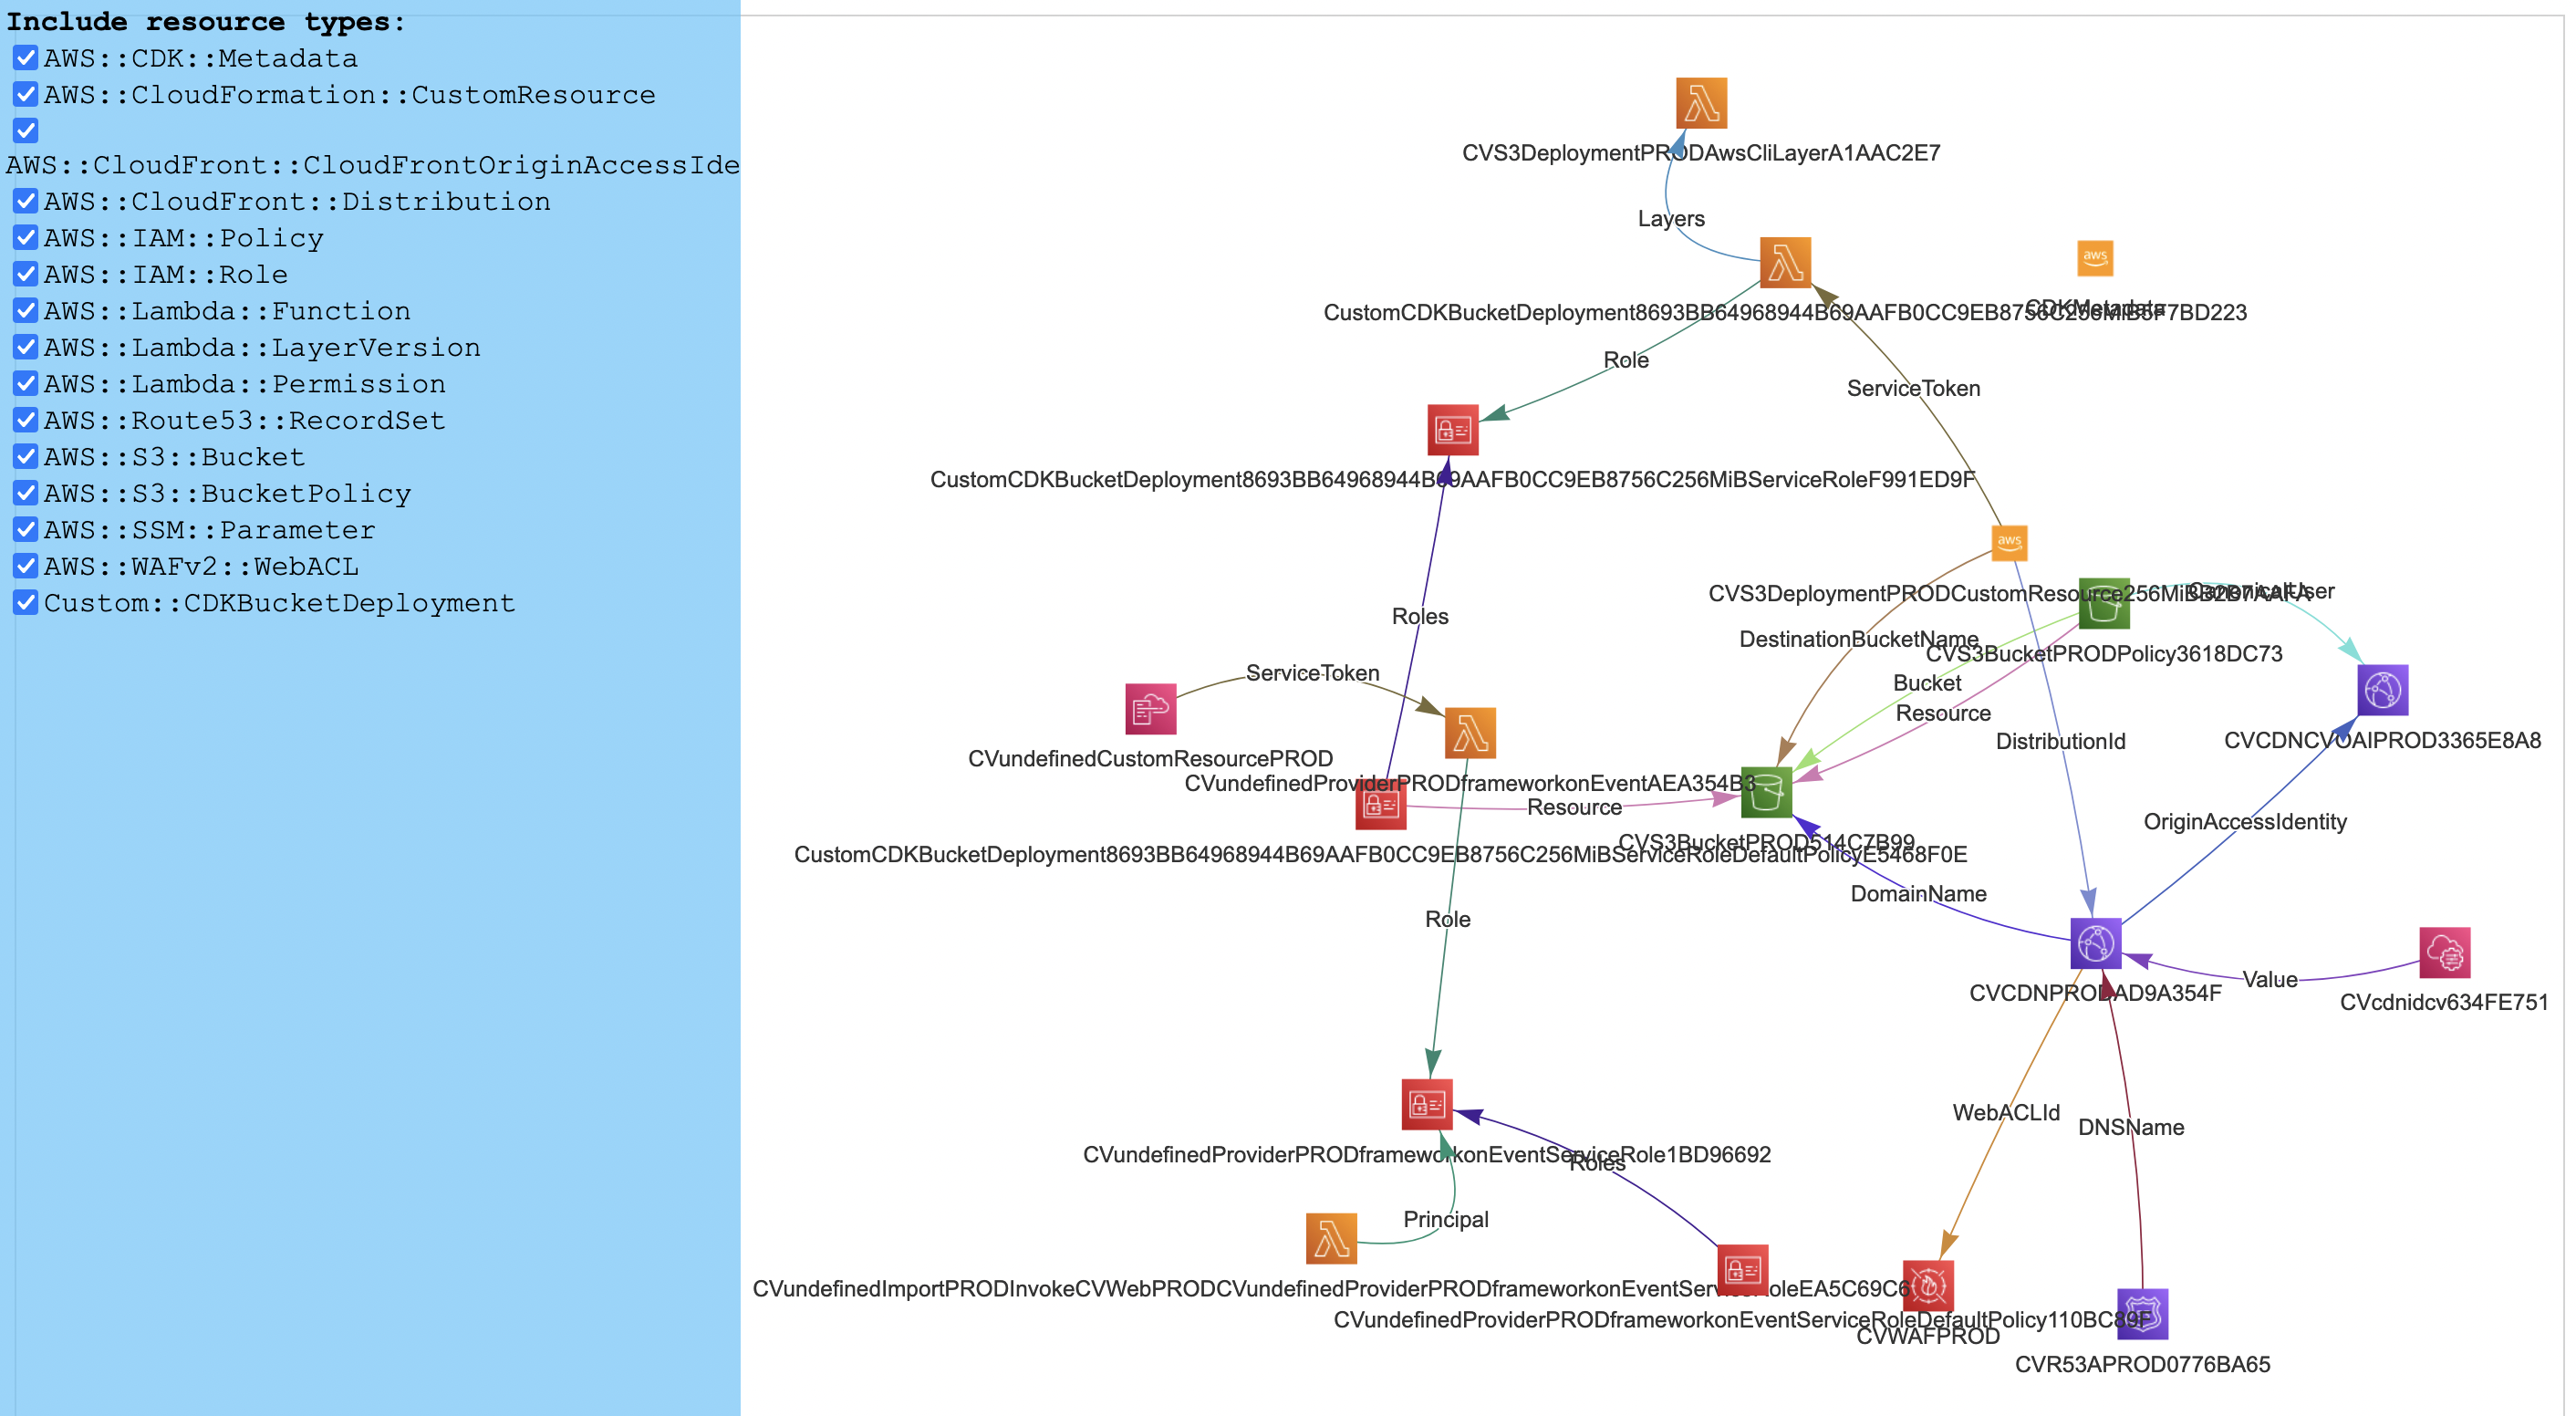 Include resource types:
AWS::CDK::Metadata
AWS::CloudFormation::CustomResource
AWS::CloudFront::CloudFrontOriginAccessIde
AWS::CloudFront::Distribution
AWS::IAM::Policy
AWS::IAM::Role
AWS::Lambda::Function
AWS::Lambda::LayerVersion
AWS::Lambda::Permission
AWS::Route53::RecordSet
AWS::S3::Bucket
AWS::S3::BucketPolicy
AWS::SSM::Parameter
AWS::WAFv2::WebACL
Custom::CDKBucketDeployment
CVS3DeploymentPRODAwsCliLayerA1AAC2E7
Layers
aws
CustomCDKBucketDeployment8693BB64968944B69AAFB0CC9EB8756C256MiB5F7BD223
CDKMetadata
Role
ServiceToken
CustomCDKBucketDeployment8693BB64968944B69AAFB0CC9EB8756C256MiBServiceRoleF991ED9F
aws
CVS3DeploymentPRODCustomResource256MiBB2B7AAFA
CanonicalUser
Roles
DestinationBucketName
CVS3BucketPRODPolicy3618DC73
ServiceToken
Bucket
Resource
CVCDNCVOAIPROD3365E8A8
DistributionId
CVundefinedCustomResourcePROD
CVundefinedProviderPRODframeworkonEventAEA354B3
Resource
OriginAccessIdentity
CVS3BucketPROD514C7B99
CustomCDKBucketDeployment8693BB64968944B69AAFB0CC9EB8756C256MiBServiceRoleDefaultPolicyE5468F0E
DomainName
Role
Value
CVCDNPRODAD9A354F
CVcdnidcv634FE751
WebACLId
DNSName
CVundefinedProviderPRODframeworkonEventServiceRole1BD96692
Roles
Principal
CVundefinedImportPRODInvokeCVWebPRODCVundefinedProviderPRODframeworkonEventServiceRoleEA5C69C6
CVundefinedProviderPRODframeworkonEventServiceRoleDefaultPolicy110BC89F
CVWAFPROD
CVR53APROD0776BA65